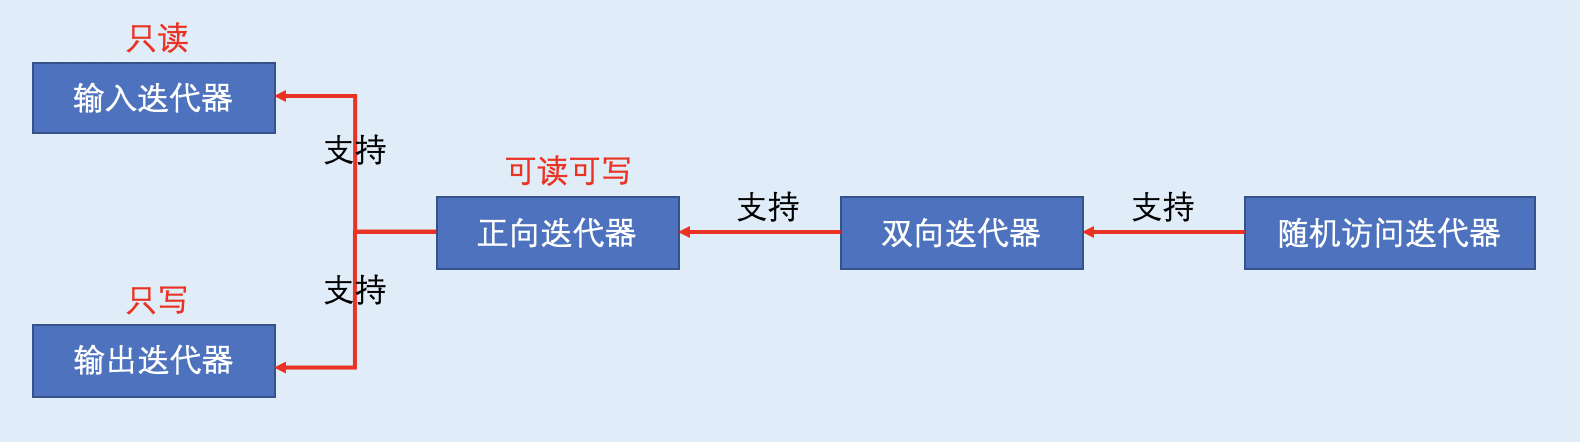 只读
输入迭代器
支持
可读可写
正向迭代器
支持
双向迭代器
支持
随机访问迭代器
支持
只写
输出迭代器